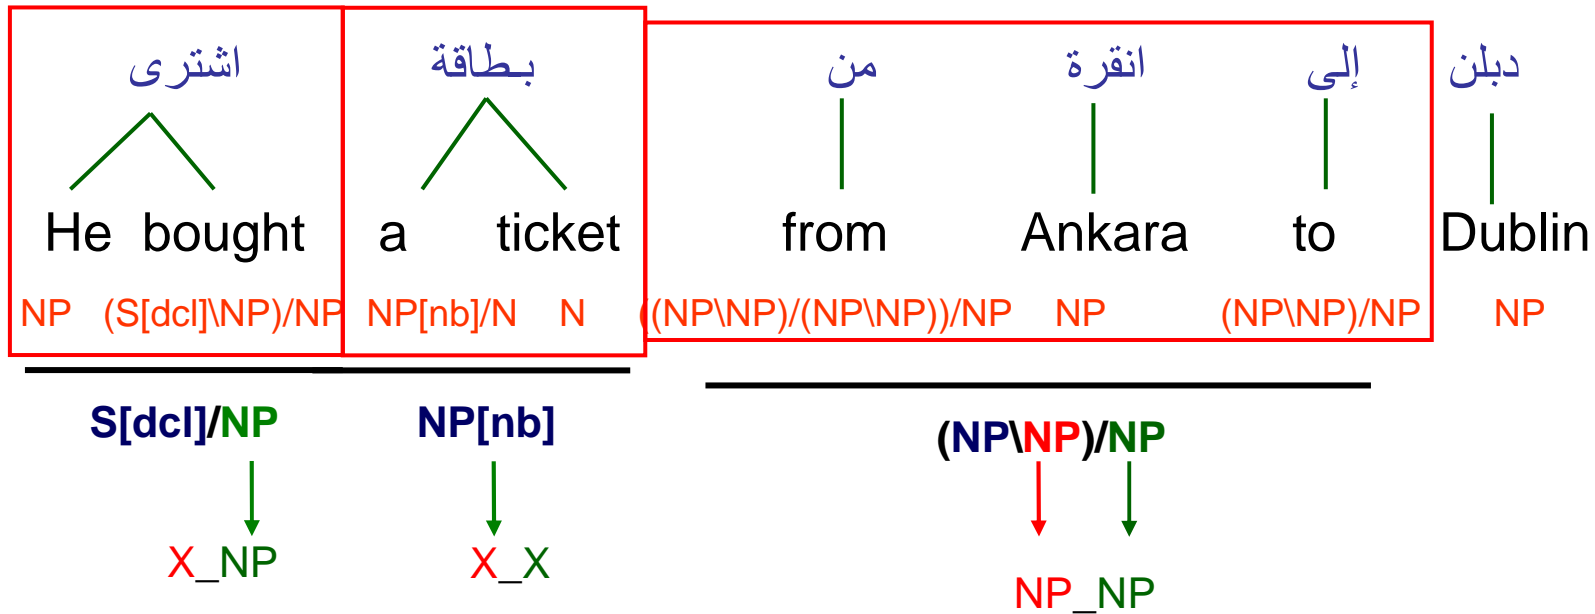 اشترى بـطاقة من انقرة إلى دبلن
He bought a ticket from Ankara to Dublin
NP (S[dcl]\NP)/NP NP[nb]/N N ((NP\NP)/(NP\NP))/NP NP (NP\NP)/NP NP
S[dcl]/NP NP[nb] (NP\NP)/NP
X_NP X_X NP_NP